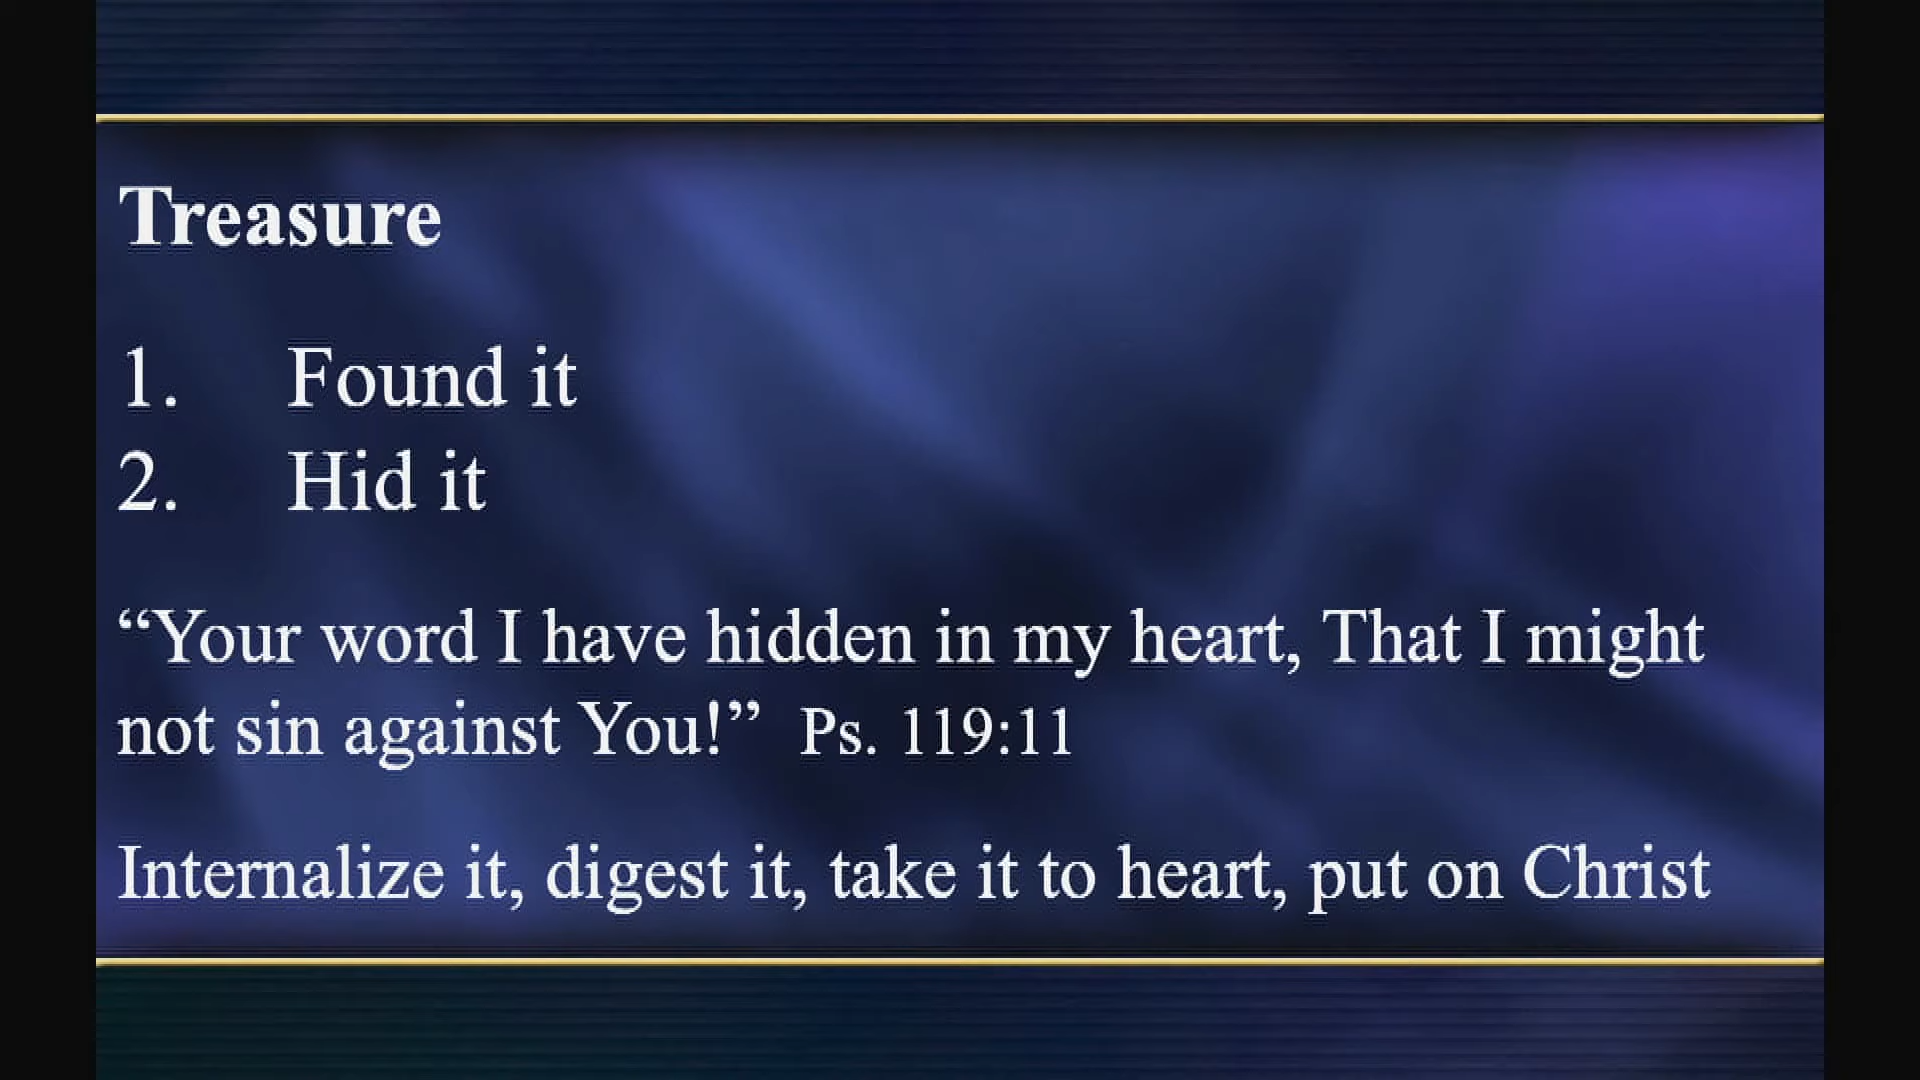 Treasure
1. Found it
2. Hid it
“Your word I have hidden in my heart, That I might
not sin against You!” Ps. 119:11
Internalize it, digest it, take it to heart, put on Christ